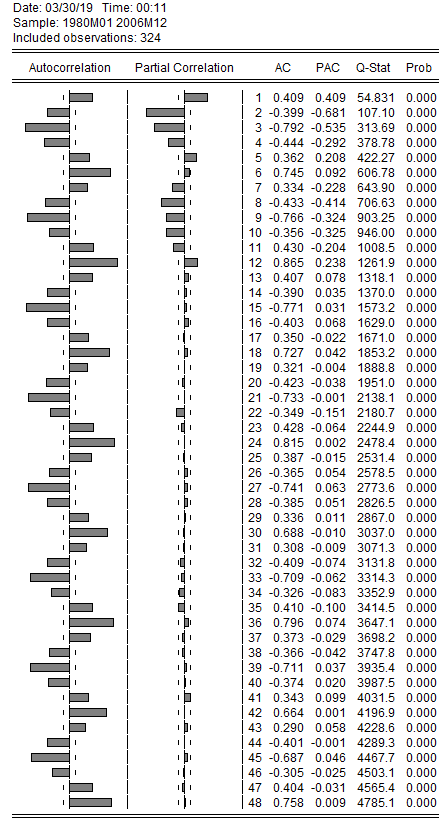 Date: 03/30/19 Time: 00:11
Sample: 1980M01 2006M12
Included observations: 324
Autocorrelation Partial Correlation AC PAC Q-Stat Prob
1 0.409 0.409 54.831 0.000
2 -0.399 -0.681 107.10 0.000
3 -0.792 -0.535 313.69 0.000
4 -0.444 -0.292 378.78 0.000
5 0.362 0.208 422.27 0.000
6 0.745 0.092 606.78 0.000
7 0.334 -0.228 643.90 0.000
8 -0.433 -0.414 706.63 0.000
9 -0.766 -0.324 903.25 0.000
10 -0.356 -0.325 946.00 0.000
11 0.430 -0.204 1008.5 0.000
12 0.865 0.238 1261.9 0.000
13 0.407 0.078 1318.1 0.000
14 -0.390 0.035 1370.0 0.000
15 -0.771 0.031 1573.2 0.000
16 -0.403 0.068 1629.0 0.000
17 0.350 -0.022 1671.0 0.000
18 0.727 0.042 1853.2 0.000
19 0.321 -0.004 1888.8 0.000
20 -0.423 -0.038 1951.0 0.000
21 -0.733 -0.001 2138.1 0.000
22 -0.349 -0.151 2180.7 0.000
23 0.428 -0.064 2244.9 0.000
24 0.815 0.002 2478.4 0.000
25 0.387 -0.015 2531.4 0.000
26 -0.365 0.054 2578.5 0.000
27 -0.741 0.063 2773.6 0.000
28 -0.385 0.051 2826.5 0.000
29 0.336 0.011 2867.0 0.000
30 0.688 -0.010 3037.0 0.000
31 0.308 -0.009 3071.3 0.000
32 -0.409 -0.074 3131.8 0.000
33 -0.709 -0.062 3314.3 0.000
34 -0.326 -0.083 3352.9 0.000
35 0.410 -0.100 3414.5 0.000
36 0.796 0.074 3647.1 0.000
37 0.373 -0.029 3698.2 0.000
38 -0.366 -0.042 3747.8 0.000
39 -0.711 0.037 3935.4 0.000
40 -0.374 0.020 3987.5 0.000
41 0.343 0.099 4031.5 0.000
42 0.664 0.001 4196.9 0.000
43 0.290 0.058 4228.6 0.000
44 -0.401 -0.001 4289.3 0.000
45 -0.687 0.046 4467.7 0.000
46 -0.305 -0.025 4503.1 0.000
47 0.404 -0.031 4565.4 0.000
48 0.758 0.009 4785.1 0.000